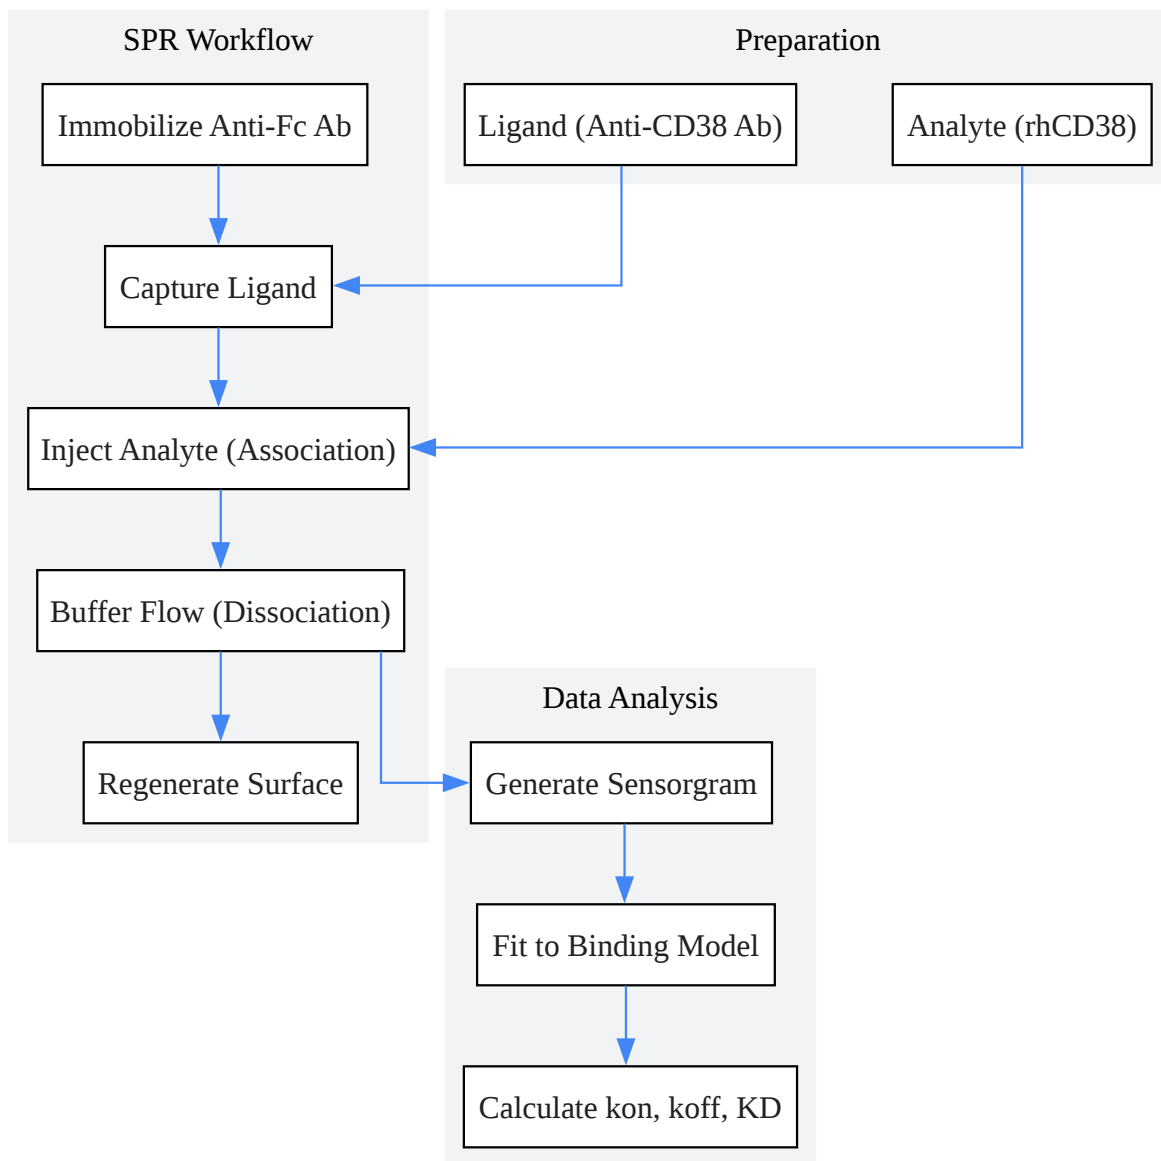 SPR Workflow
Immobilize Anti-Fc Ab
Capture Ligand
Inject Analyte (Association)
Buffer Flow (Dissociation)
Regenerate Surface
Preparation
Ligand (Anti-CD38 Ab)
Analyte (rhCD38)
Data Analysis
Generate Sensorgram
Fit to Binding Model
Calculate kon, koff, KD